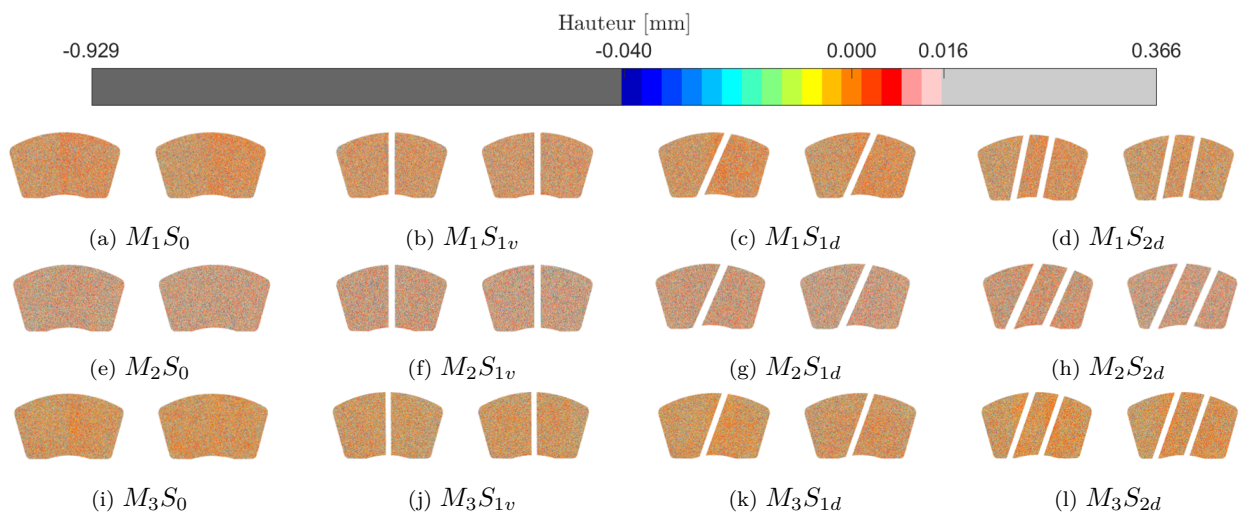 Hauteur [mm]
-0.929 -0.040 0.000 0.016 0.366
(a) M₁S₀ (b) M₁S₁ᵥ (c) M₁S₁d (d) M₁S₂d
(e) M₂S₀ (f) M₂S₁ᵥ (g) M₂S₁d (h) M₂S₂d
(i) M₃S₀ (j) M₃S₁ᵥ (k) M₃S₁d (l) M₃S₂d